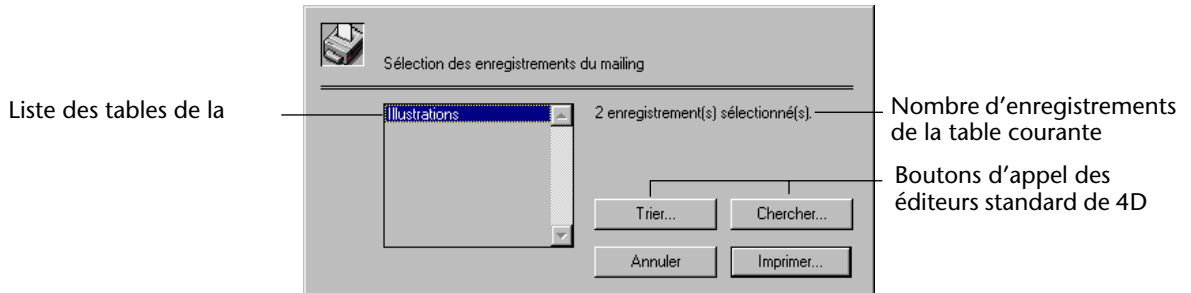 Sélection des enregistrements du mailing
Liste des tables de la
Illustrations
2 enregistrement(s) sélectionné(s).
Nombre d'enregistrements
de la table courante
Boutons d'appel des
éditeurs standard de 4D
Trier...
Chercher...
Annuler
Imprimer...